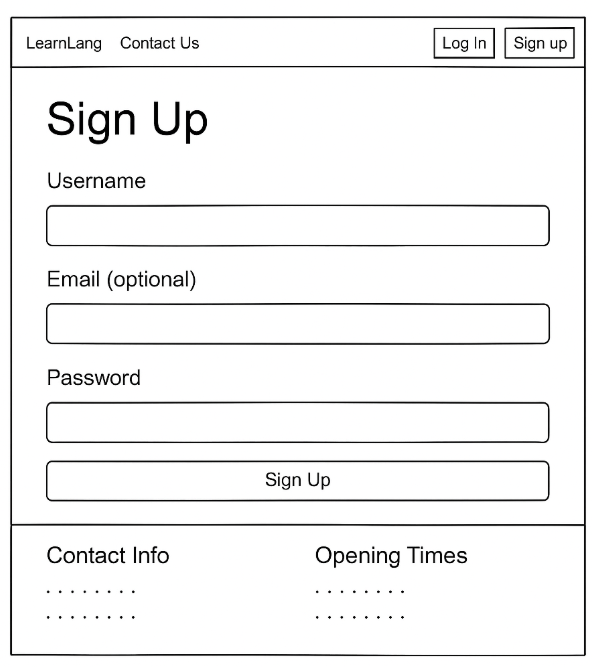 LearnLang Contact Us Log In Sign up
Sign Up
Username
Email (optional)
Password
Sign Up
Contact Info Opening Times
. . . . . . . . . . . . . . . .
. . . . . . . . . . . . . . . .